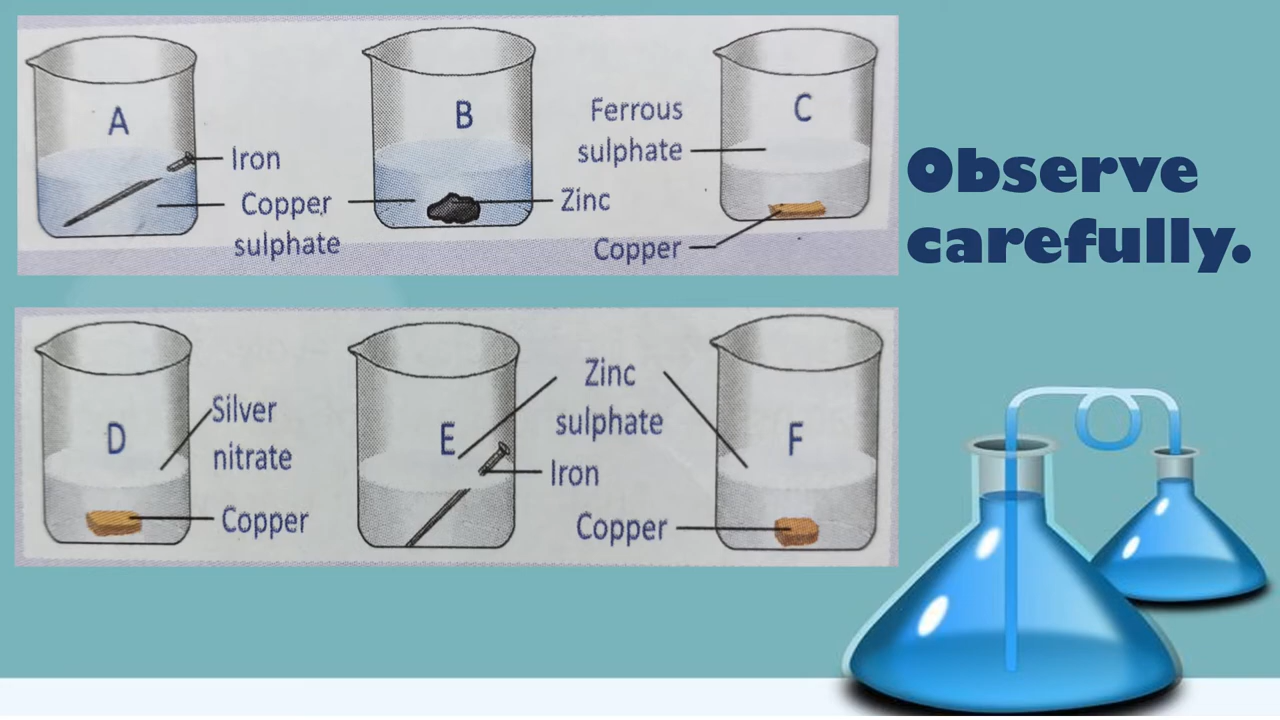 A
Iron
Copper
sulphate
B
Zinc
Ferrous
sulphate
C
Copper
Observe
carefully.
D
Silver
nitrate
Copper
E
Zinc
sulphate
Iron
F
Copper